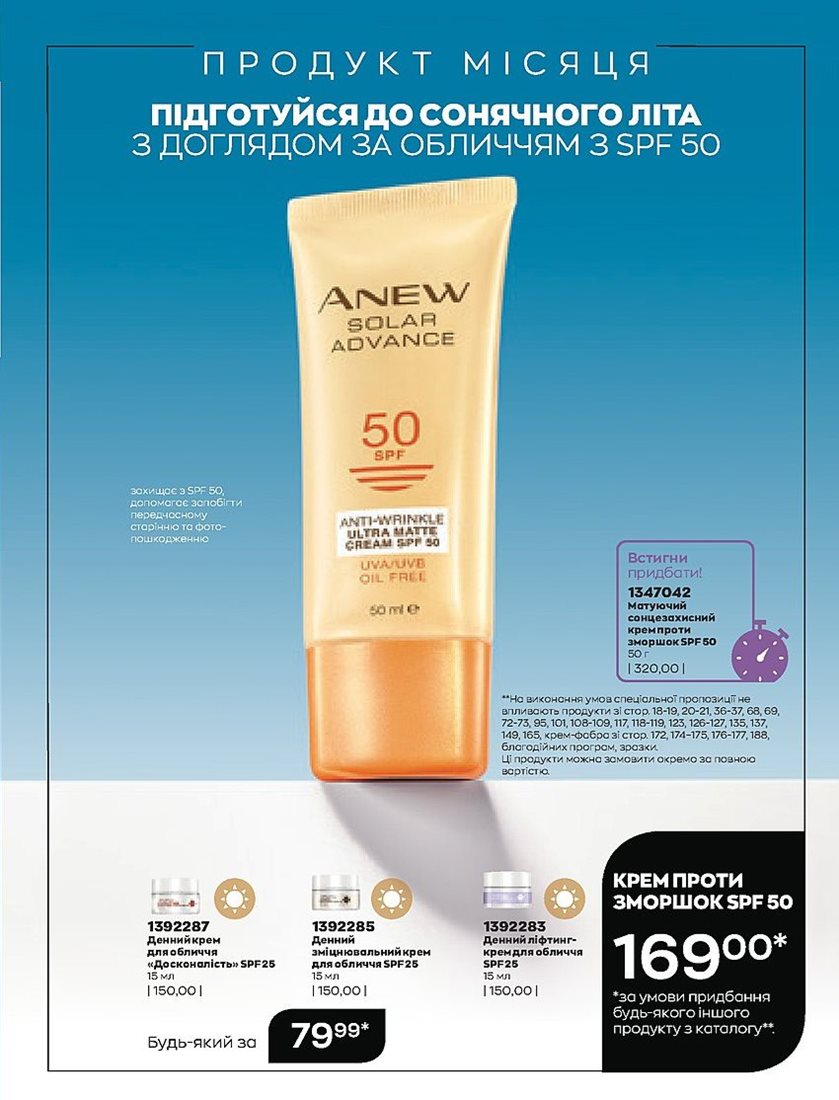 ПРОДУКТ МІСЯЦЯ
ПІДГОТУЙСЯ ДО СОНЯЧНОГО ЛІТА
З ДОГЛЯДОМ ЗА ОБЛИЧЧЯМ З SPF 50
ANEW
SOLAR
ADVANCE
50
SPF
ANTI-WRINKLE
ULTRA MATTE
CREAM SPF 50
UVA/UVB
OIL FREE
50 ml e
захищає з SPF 50,
допомагає запобігти
передчасному
старінню та фото-
пошкодженню
Встигни
придбати!
1347042
Матуючий
сонцезахисний
крем проти
зморшок SPF 50
50 г
| 320,00 |
**На виконання умов спеціальної пропозиції не
впливають продукти зі стор. 18-19, 20-21, 36-37, 68, 69,
72-73, 95, 101, 108-109, 117, 118-119, 123, 126-127, 135, 137,
149, 165, крем-фабра зі стор. 172, 174-175, 176-177, 188,
благодійних програм, зразки.
Ці продукти можна замовити окремо за повною
вартістю.
1392287
Денний крем
для обличчя
«Досконалість» SPF25
15 мл
| 150,00 |
1392285
Денний
зміцнювальний крем
для обличчя SPF25
15 мл
| 150,00 |
1392283
Денний ліфтинг-
крем для обличчя
SPF25
15 мл
| 150,00 |
Будь-який за
79⁹⁹*
КРЕМ ПРОТИ
ЗМОРШОК SPF 50
169⁰⁰*
*за умови придбання
будь-якого іншого
продукту з каталогу**.